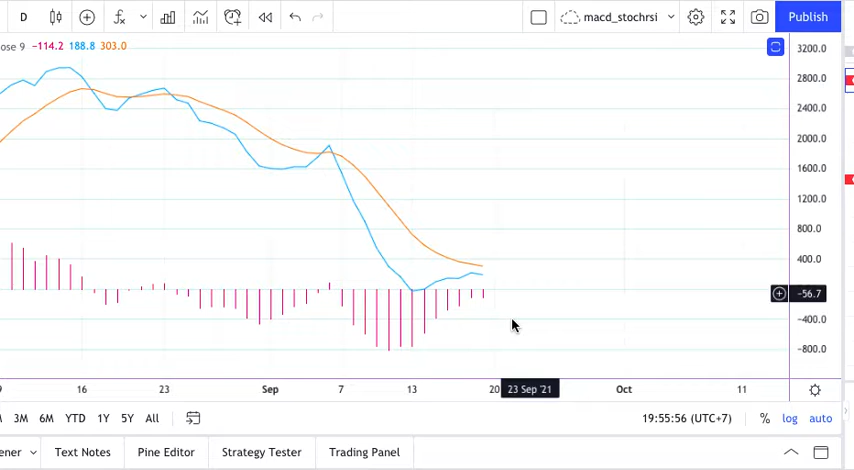 D macd_stochrsi Publish
ose 9 −114.2 188.8 303.0
3200.0
2800.0
2400.0
2000.0
1600.0
1200.0
800.0
400.0
−56.7
−400.0
−800.0
9 16 23 Sep 7 13 20 23 Sep '21 Oct 11
M 3M 6M YTD 1Y 5Y All 19:55:56 (UTC+7) % log auto
ener Text Notes Pine Editor Strategy Tester Trading Panel